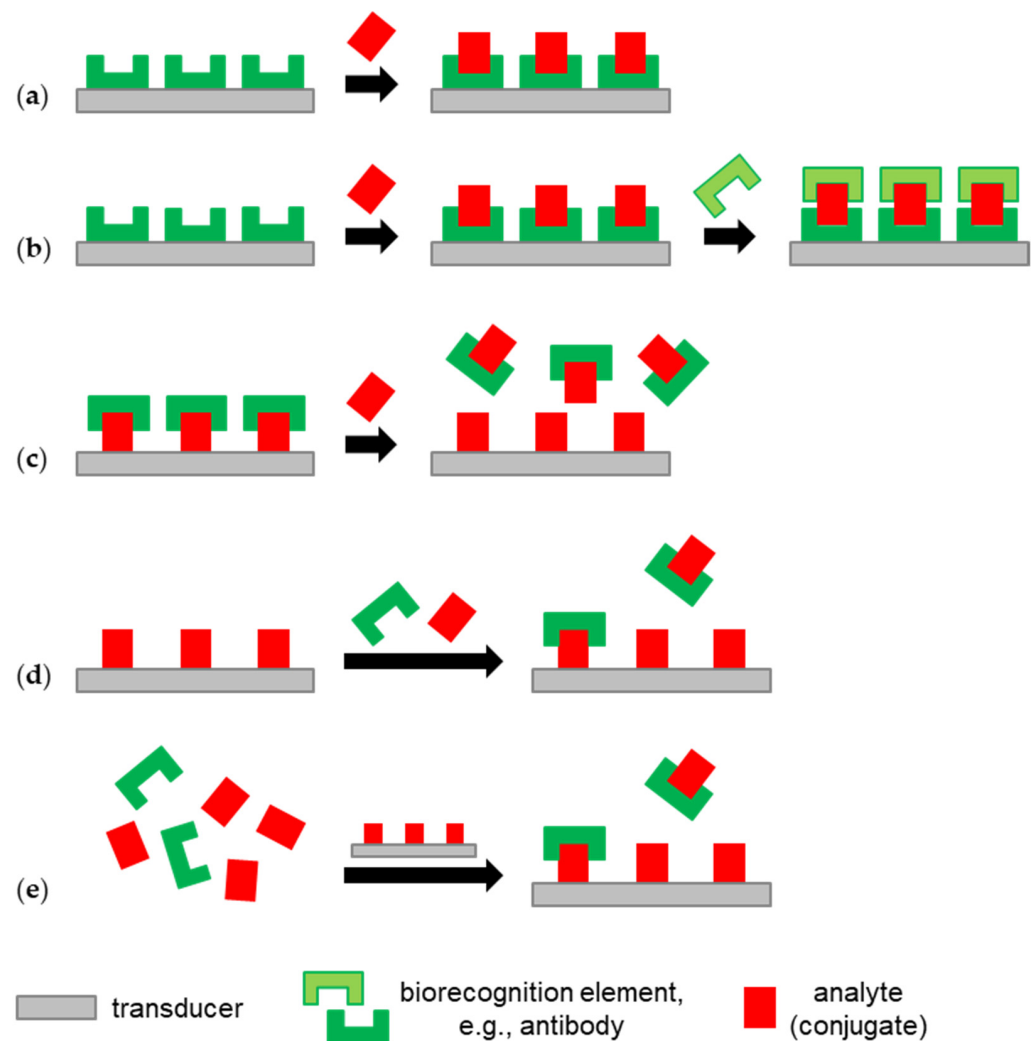 (a)
(b)
(c)
(d)
(e)
transducer
biorecognition element,
e.g., antibody
analyte
(conjugate)